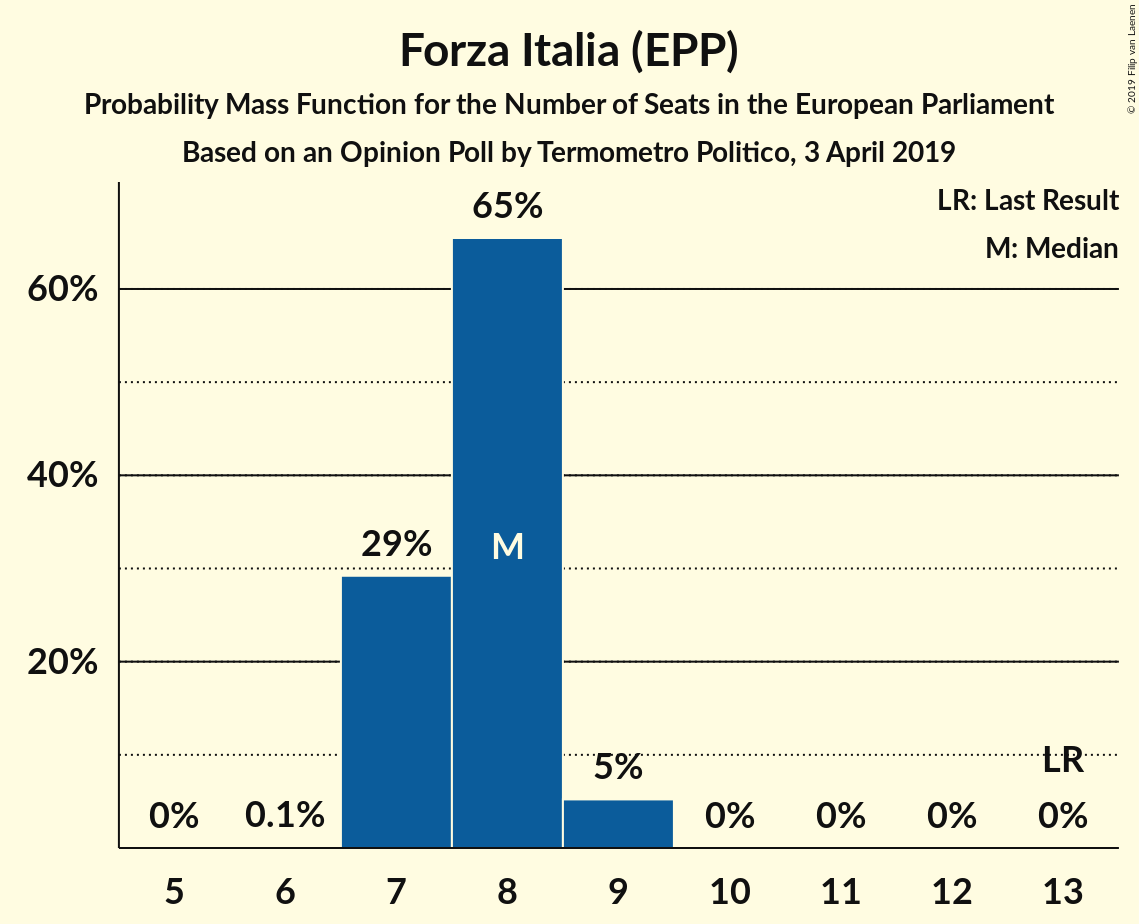 Forza Italia (EPP)
Probability Mass Function for the Number of Seats in the European Parliament
Based on an Opinion Poll by Termometro Politico, 3 April 2019
© 2019 Filip van Laenen
LR: Last Result
M: Median
65%
60%
40%
29%
M
20%
5%
LR
0%
0.1%
0%
0%
0%
0%
5
6
7
8
9
10
11
12
13